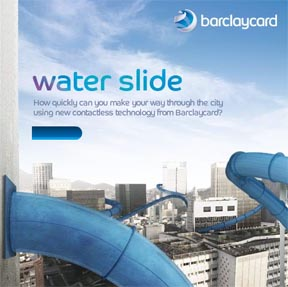 barclaycard
water slide
How quickly can you make your way through the city
using new contactless technology from Barclaycard?